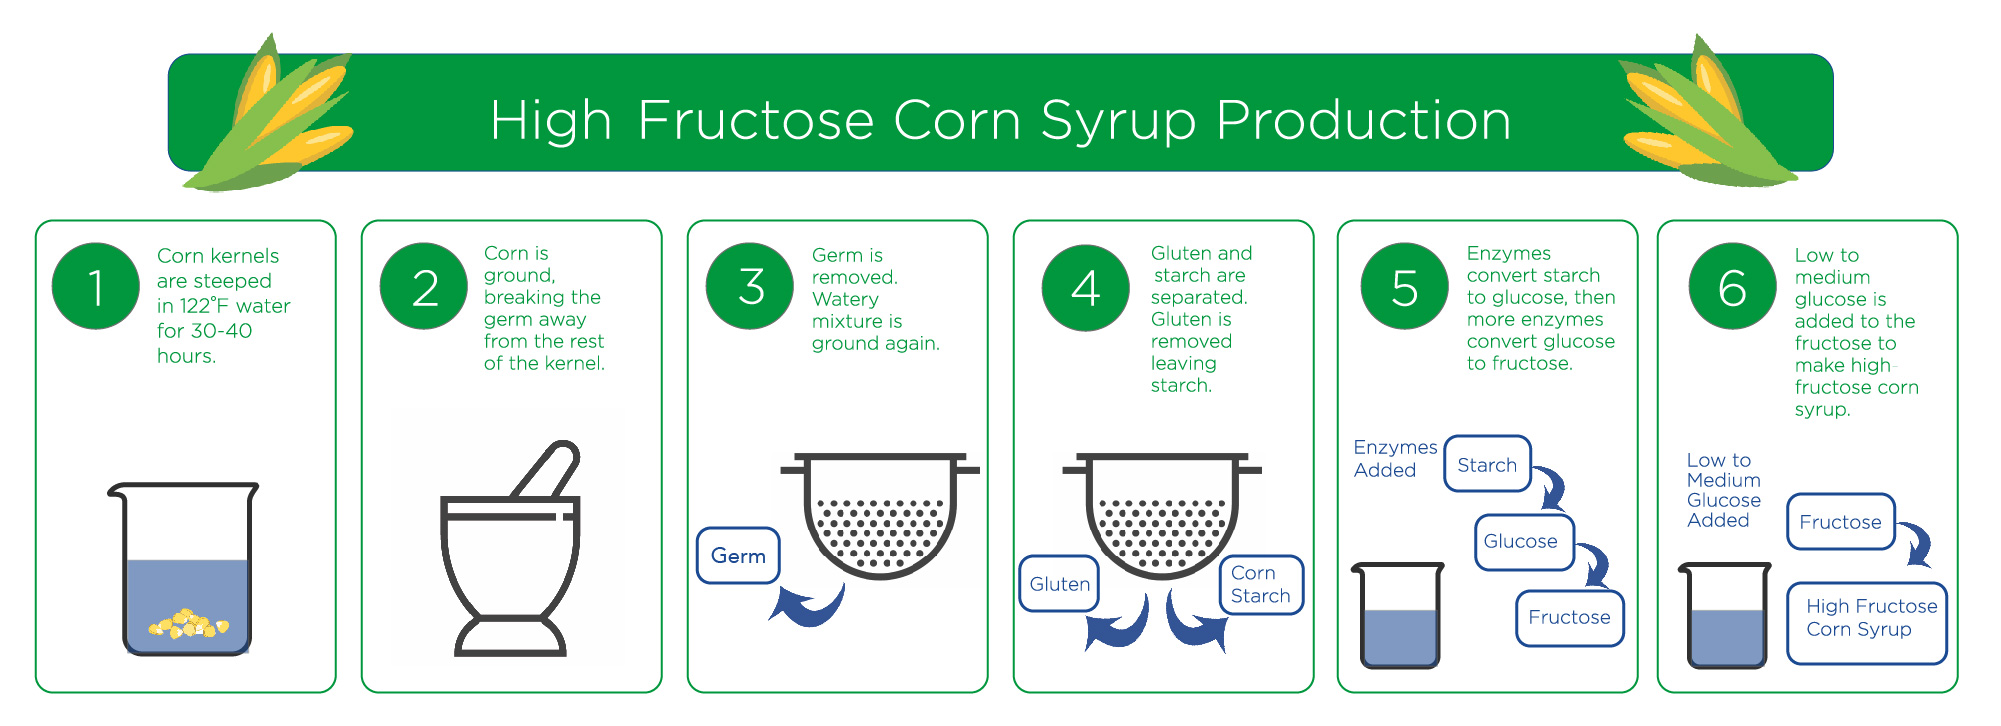 High Fructose Corn Syrup Production
1
Corn kernels
are steeped
in 122°F water
for 30-40
hours.
2
Corn is
ground,
breaking the
germ away
from the rest
of the kernel.
3
Germ is
removed.
Watery
mixture is
ground again.
Germ
4
Gluten and
starch are
separated.
Gluten is
removed
leaving
starch.
Gluten
Corn
Starch
5
Enzymes
convert starch
to glucose, then
more enzymes
convert glucose
to fructose.
Enzymes
Added
Starch
Glucose
Fructose
6
Low to
medium
glucose is
added to the
fructose to
make high-
fructose corn
syrup.
Low to
Medium
Glucose
Added
Fructose
High Fructose
Corn Syrup